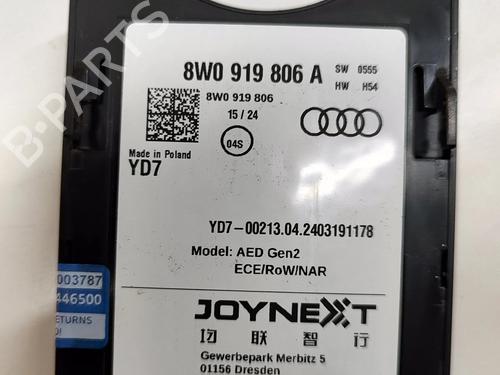 8W0 919 806 A
SW 0555
HW H54
8W0 919 806
15 / 24
04S
Made in Poland
YD7
YD7-00213.04.2403191178
Model: AED Gen2
ECE/RoW/NAR
JOYNEXT
均联智行
Gewerbepark Merbitz 5
01156 Dresden
003787
446500
RETURNS
B-PARTS